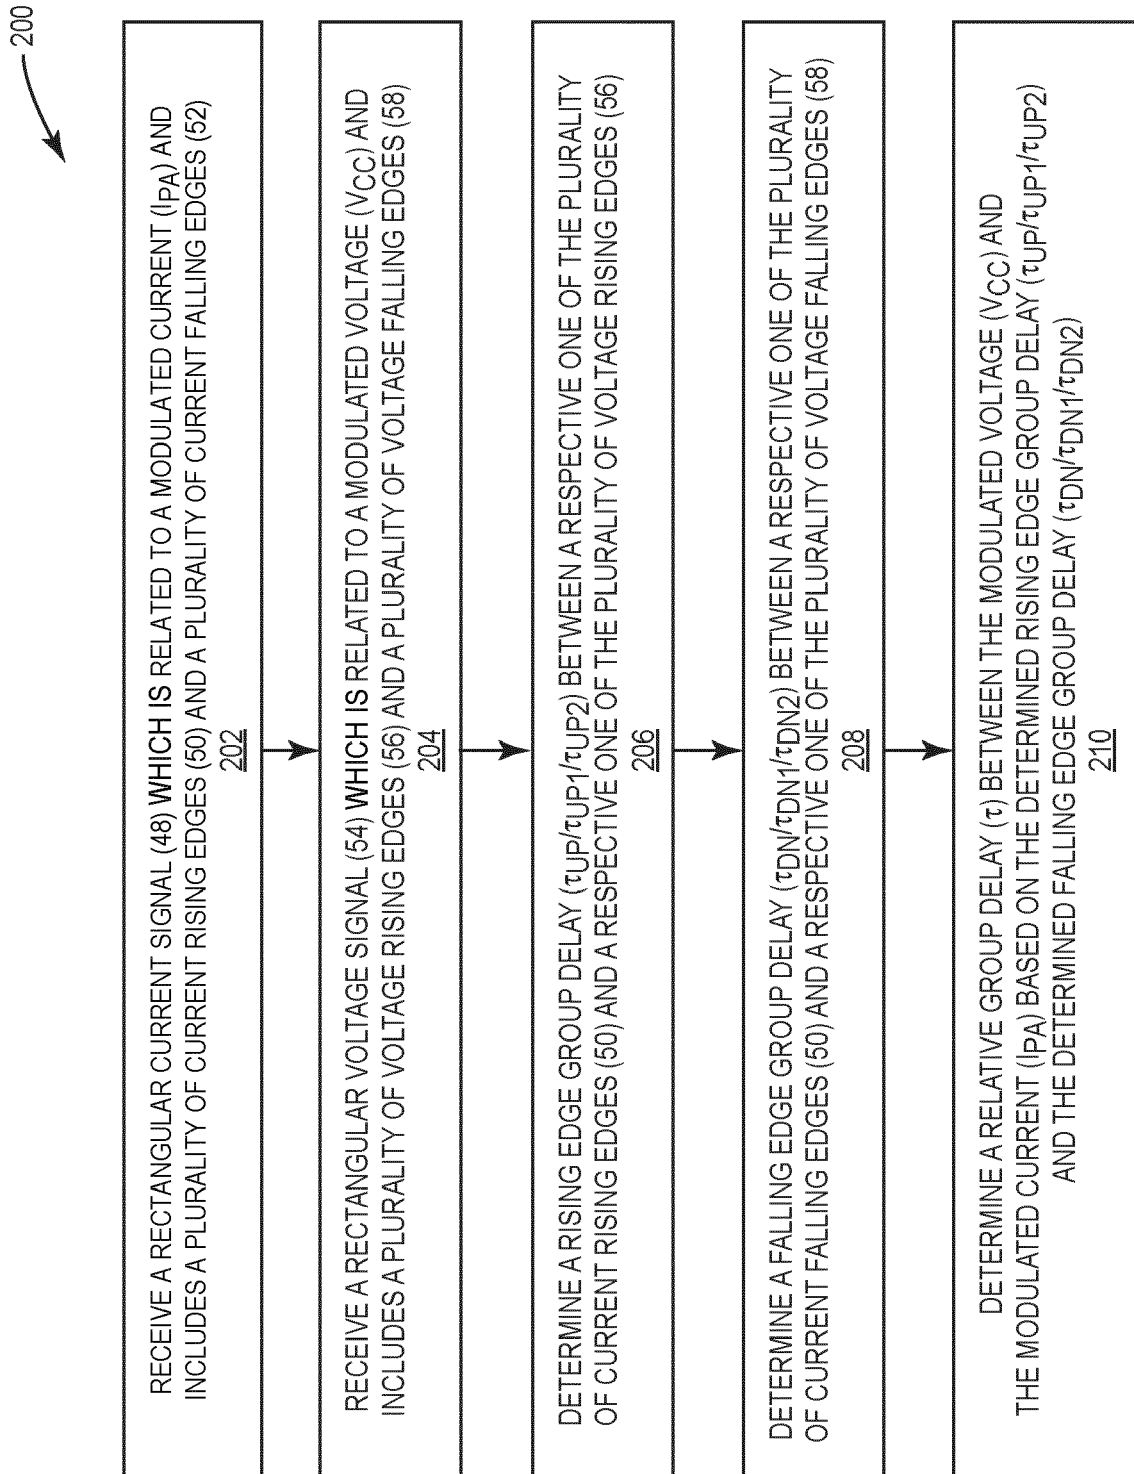 200
RECEIVE A RECTANGULAR CURRENT SIGNAL (48) WHICH IS RELATED TO A MODULATED CURRENT (IPA) AND
INCLUDES A PLURALITY OF CURRENT RISING EDGES (50) AND A PLURALITY OF CURRENT FALLING EDGES (52)
202
RECEIVE A RECTANGULAR VOLTAGE SIGNAL (54) WHICH IS RELATED TO A MODULATED VOLTAGE (VCC) AND
INCLUDES A PLURALITY OF VOLTAGE RISING EDGES (56) AND A PLURALITY OF VOLTAGE FALLING EDGES (58)
204
DETERMINE A RISING EDGE GROUP DELAY (τUP/τUP1/τUP2) BETWEEN A RESPECTIVE ONE OF THE PLURALITY
OF CURRENT RISING EDGES (50) AND A RESPECTIVE ONE OF THE PLURALITY OF VOLTAGE RISING EDGES (56)
206
DETERMINE A FALLING EDGE GROUP DELAY (τDN/τDN1/τDN2) BETWEEN A RESPECTIVE ONE OF THE PLURALITY
OF CURRENT FALLING EDGES (50) AND A RESPECTIVE ONE OF THE PLURALITY OF VOLTAGE FALLING EDGES (58)
208
DETERMINE A RELATIVE GROUP DELAY (τ) BETWEEN THE MODULATED VOLTAGE (VCC) AND
THE MODULATED CURRENT (IPA) BASED ON THE DETERMINED RISING EDGE GROUP DELAY (τUP/τUP1/τUP2)
AND THE DETERMINED FALLING EDGE GROUP DELAY (τDN/τDN1/τDN2)
210